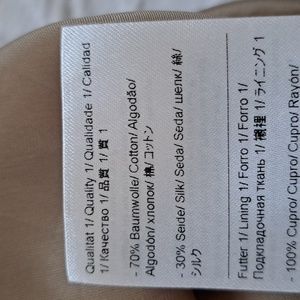 Qualität 1/ Quality 1/ Qualidade 1/ Calidad
1/ Качество 1/ 品質 1/ 質 1
- 70% Baumwolle/ Cotton/ Algodão/
Algodón/ хлопок/ 棉/ コットン
-30% Seide/ Silk/ Seda/ Seda/ шелк/ 絲/
シルク
Futter 1/ Lining 1/ Forro 1/ Forro 1/
Подкладочная ткань 1/ 襯裡 1/ ライニング 1
- 100% Cupro/ Cupro/ Cupro/ Rayón/